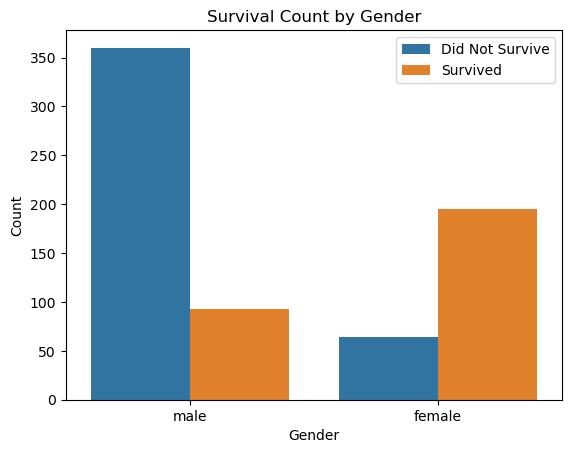 Survival Count by Gender
Did Not Survive
Survived
350
300
250
200
150
100
50
0
Count
male
female
Gender